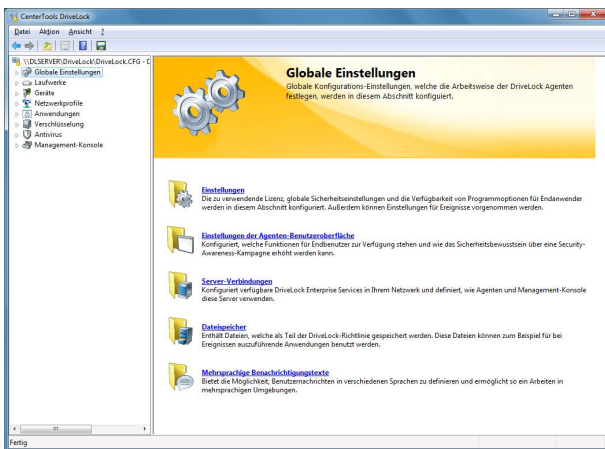 CenterTools DriveLock
Datei Aktion Ansicht ?
\\DLSERVER\DriveLock\DriveLock.CFG - D
Globale Einstellungen
Laufwerke
Geräte
Netzwerkprofile
Anwendungen
Verschlüsselung
Antivirus
Management-Konsole
Globale Einstellungen
Globale Konfigurations-Einstellungen, welche die Arbeitsweise der DriveLock Agenten
festlegen, werden in diesem Abschnitt konfiguiert.
Einstellungen
Die zu verwendende Lizenz, globale Sicherheitseinstellungen und die Verfügbarkeit von Programmoptionen für Endanwender
werden in diesem Abschnitt konfiguriert. Außerdem können Einstellungen für Ereignisse vorgenommen werden.
Einstellungen der Agenten-Benutzeroberfläche
Konfiguriert, welche Funktionen für Endbenutzer zur Verfügung stehen und wie das Sicherheitsbewusstsein über eine Security-
Awareness-Kampagne erhöht werden kann.
Server-Verbindungen
Konfiguriert verfügbare DriveLock Enterprise Services in Ihrem Netzwerk und definiert, wie Agenten und Management-Konsole
diese Server verwenden.
Dateispeicher
Enthält Dateien, welche als Teil der DriveLock-Richtlinie gespeichert werden. Diese Dateien können zum Beispiel für bei
Ereignissen auszuführende Anwendungen benutzt werden.
Mehrsprachige Benachrichtigungstexte
Bietet die Möglichkeit, Benutzernachrichten in verschiedenen Sprachen zu definieren und ermöglicht so ein Arbeiten in
mehrsprachigen Umgebungen.
Fertig